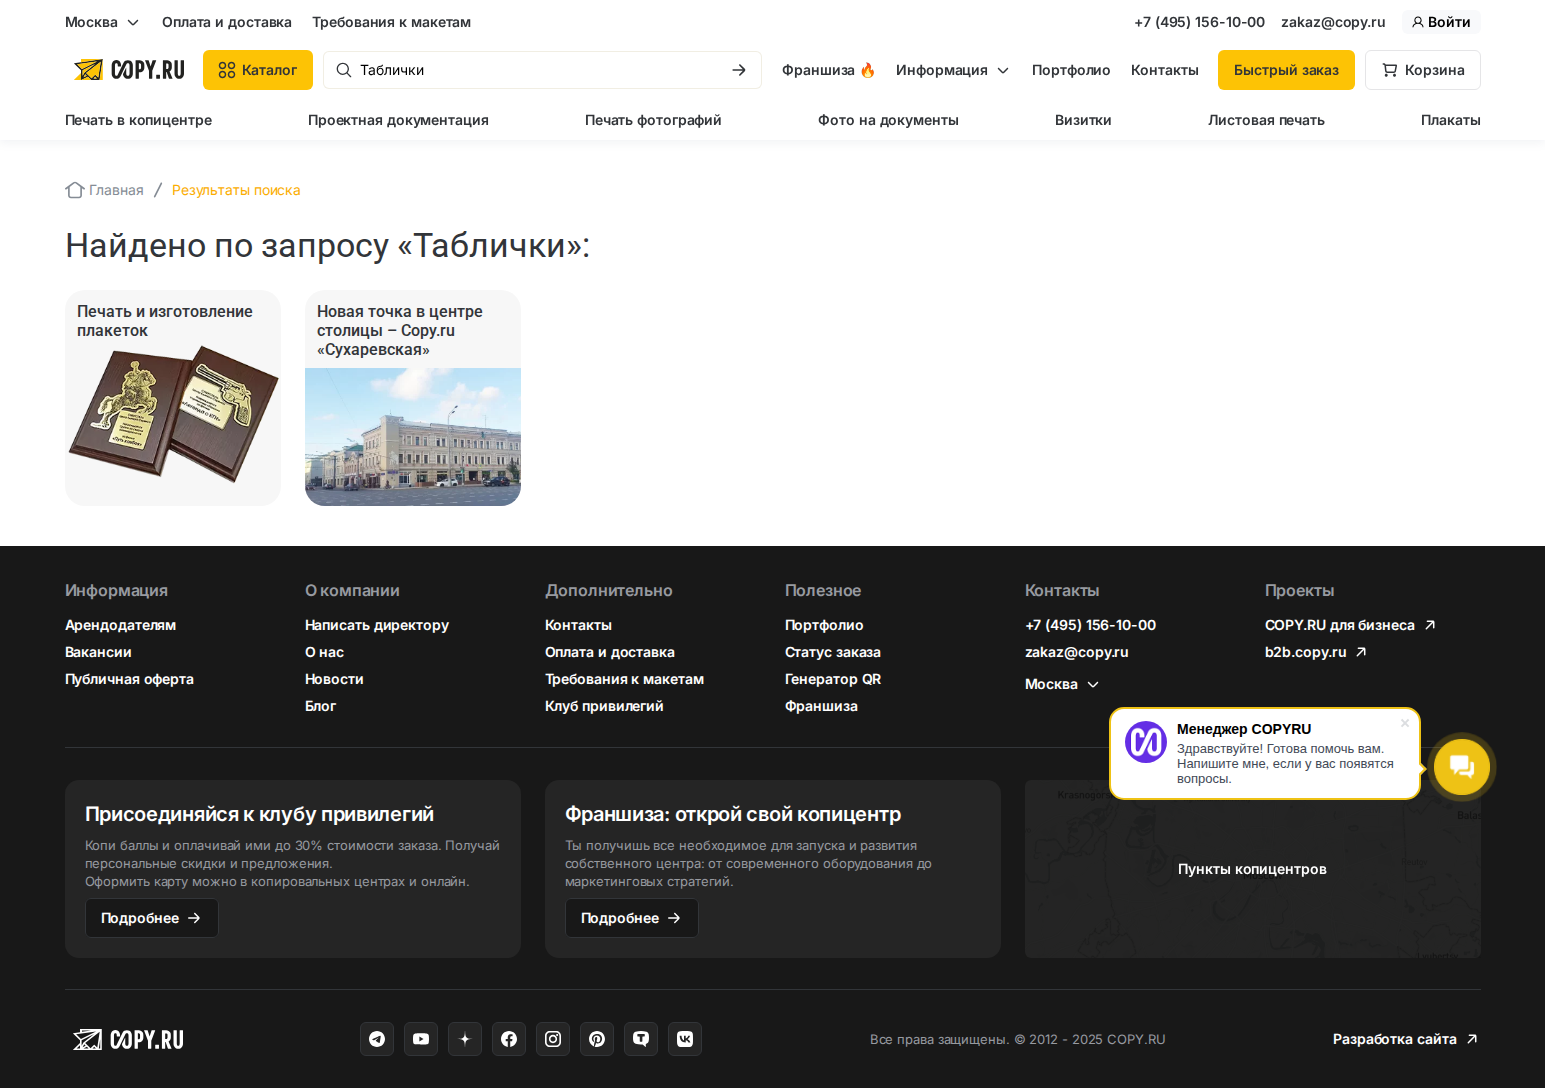 Москва
Оплата и доставка
Требования к макетам
+7 (495) 156-10-00
zakaz@copy.ru
Войти
COPY.RU
Каталог
Таблички
Франшиза 🔥
Информация
Портфолио
Контакты
Быстрый заказ
Корзина
Печать в копицентре
Проектная документация
Печать фотографий
Фото на документы
Визитки
Листовая печать
Плакаты
Главная / Результаты поиска
Найдено по запросу «Таблички»:
Печать и изготовление
плакеток
Новая точка в центре
столицы – Copy.ru
«Сухаревская»
Информация
Арендодателям
Вакансии
Публичная оферта
О компании
Написать директору
О нас
Новости
Блог
Дополнительно
Контакты
Оплата и доставка
Требования к макетам
Клуб привилегий
Полезное
Портфолио
Статус заказа
Генератор QR
Франшиза
Контакты
+7 (495) 156-10-00
zakaz@copy.ru
Москва
Проекты
COPY.RU для бизнеса
b2b.copy.ru
Менеджер COPYRU
Здравствуйте! Готова помочь вам.
Напишите мне, если у вас появятся
вопросы.
Присоединяйся к клубу привилегий
Копи баллы и оплачивай ими до 30% стоимости заказа. Получай
персональные скидки и предложения.
Оформить карту можно в копировальных центрах и онлайн.
Подробнее
Франшиза: открой свой копицентр
Ты получишь все необходимое для запуска и развития
собственного центра: от современного оборудования до
маркетинговых стратегий.
Подробнее
Пункты копицентров
COPY.RU
Все права защищены. © 2012 - 2025 COPY.RU
Разработка сайта